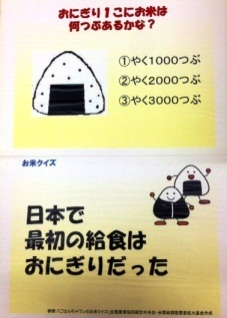 おにぎり1こにお米は
何つぶあるかな？
①やく1000つぶ
②やく2000つぶ
③やく3000つぶ
お米クイズ
日本で
最初の給食は
おにぎりだった